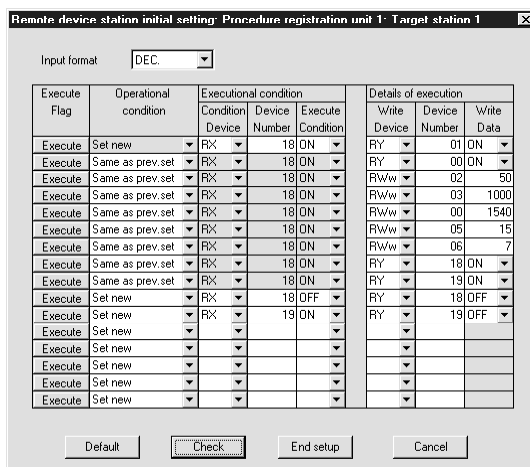 Remote device station initial setting: Procedure registration unit 1: Target station 1
Input format DEC.
Execute Operational Executional condition Details of execution
Flag condition Condition Device Execute Write Device Write
Device Number Condition Device Number Data
Execute Set new RX 18 ON RY 01 ON
Execute Same as prev.set RX 18 ON RY 00 ON
Execute Same as prev.set RX 18 ON RWw 02 50
Execute Same as prev.set RX 18 ON RWw 03 1000
Execute Same as prev.set RX 18 ON RWw 00 1540
Execute Same as prev.set RX 18 ON RWw 05 15
Execute Same as prev.set RX 18 ON RWw 06 7
Execute Same as prev.set RX 18 ON RY 18 ON
Execute Same as prev.set RX 18 ON RY 19 ON
Execute Set new RX 18 OFF RY 18 OFF
Execute Set new RX 19 ON RY 19 OFF
Execute Set new
Execute Set new
Execute Set new
Execute Set new
Execute Set new
Default Check End setup Cancel